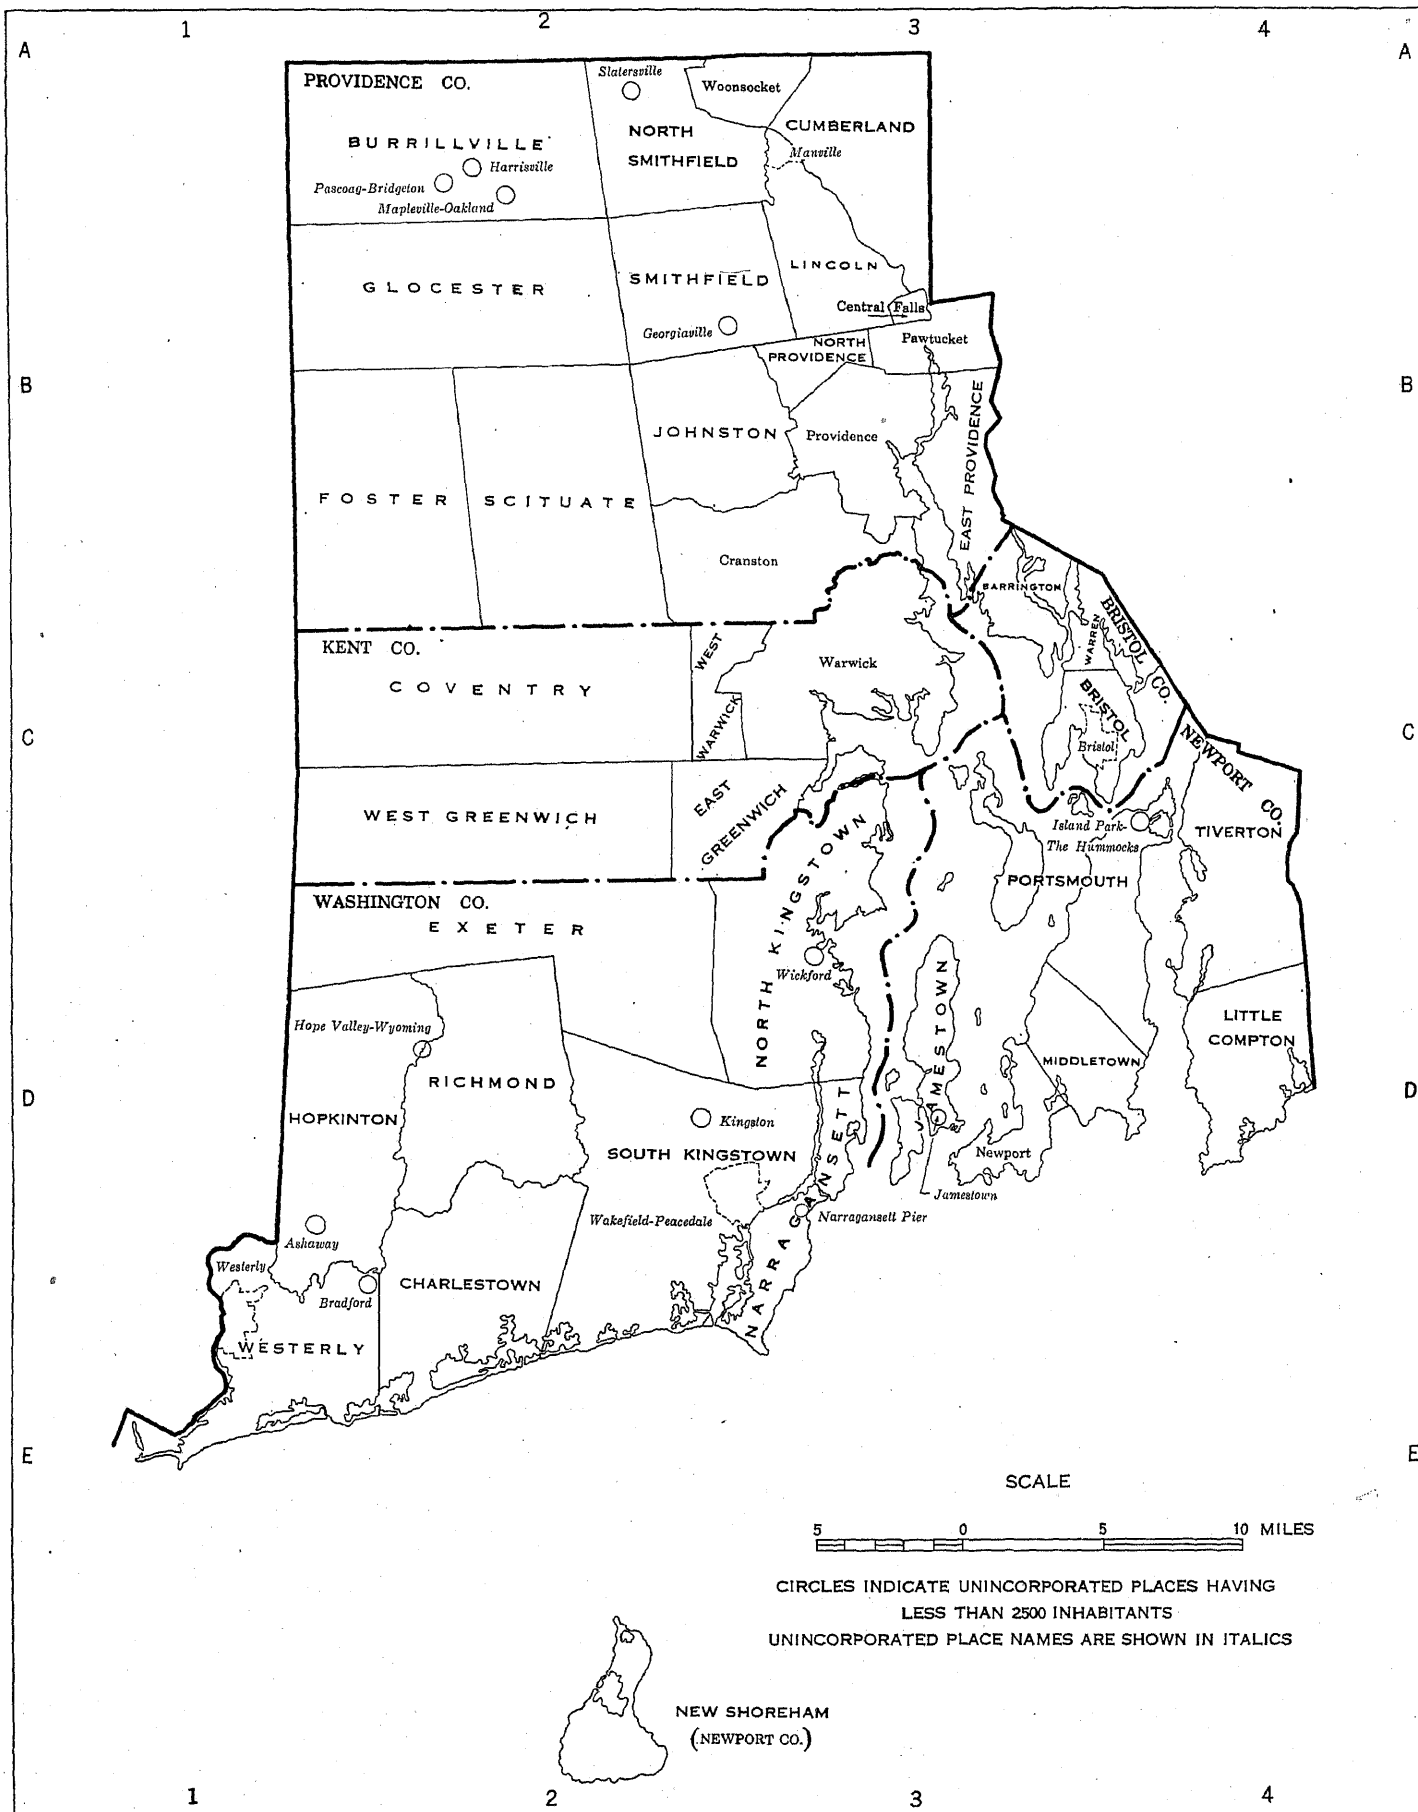 1 2 3 4
A A
PROVIDENCE CO.
Slatersville
Woonsocket
BURRILLVILLE
NORTH
SMITHFIELD
CUMBERLAND
Manville
Harrisville
Pascoag-Bridgeton
Mapleville-Oakland
GLOCESTER
SMITHFIELD
LINCOLN
Central Falls
Georgiaville
NORTH
PROVIDENCE
Pawtucket
B B
JOHNSTON
Providence
EAST PROVIDENCE
FOSTER
SCITUATE
Cranston
BARRINGTON
BRISTOL CO.
WARREN
KENT CO.
COVENTRY
WEST
WARWICK
Warwick
BRISTOL
Bristol
C C
NEWPORT CO.
WEST GREENWICH
EAST
GREENWICH
Island Park-
The Hummocks
TIVERTON
PORTSMOUTH
WASHINGTON CO.
EXETER
NORTH KINGSTOWN
Wickford
JAMESTOWN
Hope Valley-Wyoming
RICHMOND
LITTLE
COMPTON
MIDDLETOWN
D D
HOPKINTON
Kingston
SOUTH KINGSTOWN
NARRAGANSETT
Newport
Jamestown
Wakefield-Peacedale
Narragansett Pier
Ashaway
Westerly
Bradford
CHARLESTOWN
WESTERLY
E E
SCALE
5 0 5 10 MILES
CIRCLES INDICATE UNINCORPORATED PLACES HAVING
LESS THAN 2500 INHABITANTS
UNINCORPORATED PLACE NAMES ARE SHOWN IN ITALICS
NEW SHOREHAM
(NEWPORT CO.)
1 2 3 4